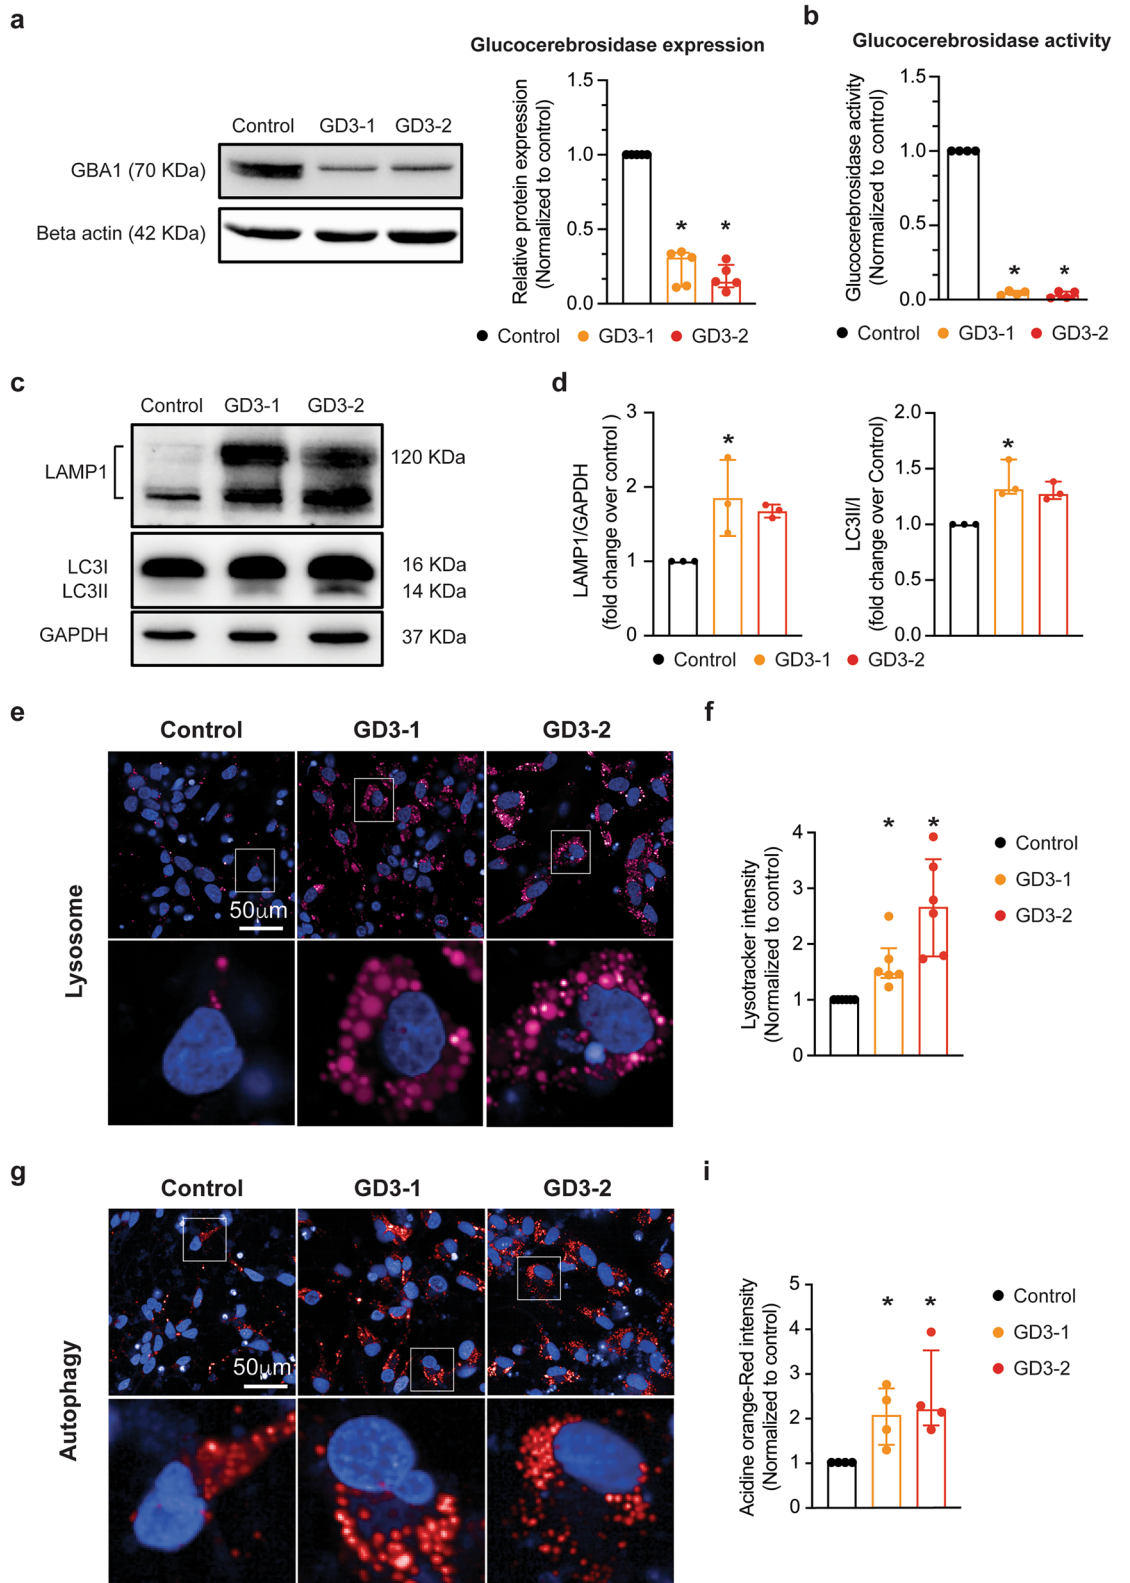 a
Control GD3-1 GD3-2
GBA1 (70 KDa)
Beta actin (42 KDa)
Glucocerebrosidase expression
Relative protein expression
(Normalized to control)
1.5
1.0
0.5
0.0
* *
Control GD3-1 GD3-2
b
Glucocerebrosidase activity
Glucocerebrosidase activity
(Normalized to control)
1.5
1.0
0.5
0.0
* *
Control GD3-1 GD3-2
c
Control GD3-1 GD3-2
LAMP1
120 KDa
LC3I
16 KDa
LC3II
14 KDa
GAPDH
37 KDa
d
LAMP1/GAPDH
(fold change over control )
3
2
1
0
*
LC3II/I
(fold change over Control)
2.0
1.5
1.0
0.5
0.0
*
Control GD3-1 GD3-2
e
Control GD3-1 GD3-2
Lysosome
50µm
f
Lysotracker intensity
(Normalized to control)
4
3
2
1
0
* *
Control
GD3-1
GD3-2
g
Control GD3-1 GD3-2
Autophagy
50µm
i
Acidine orange-Red intensity
(Normalized to control)
5
4
3
2
1
0
* *
Control
GD3-1
GD3-2